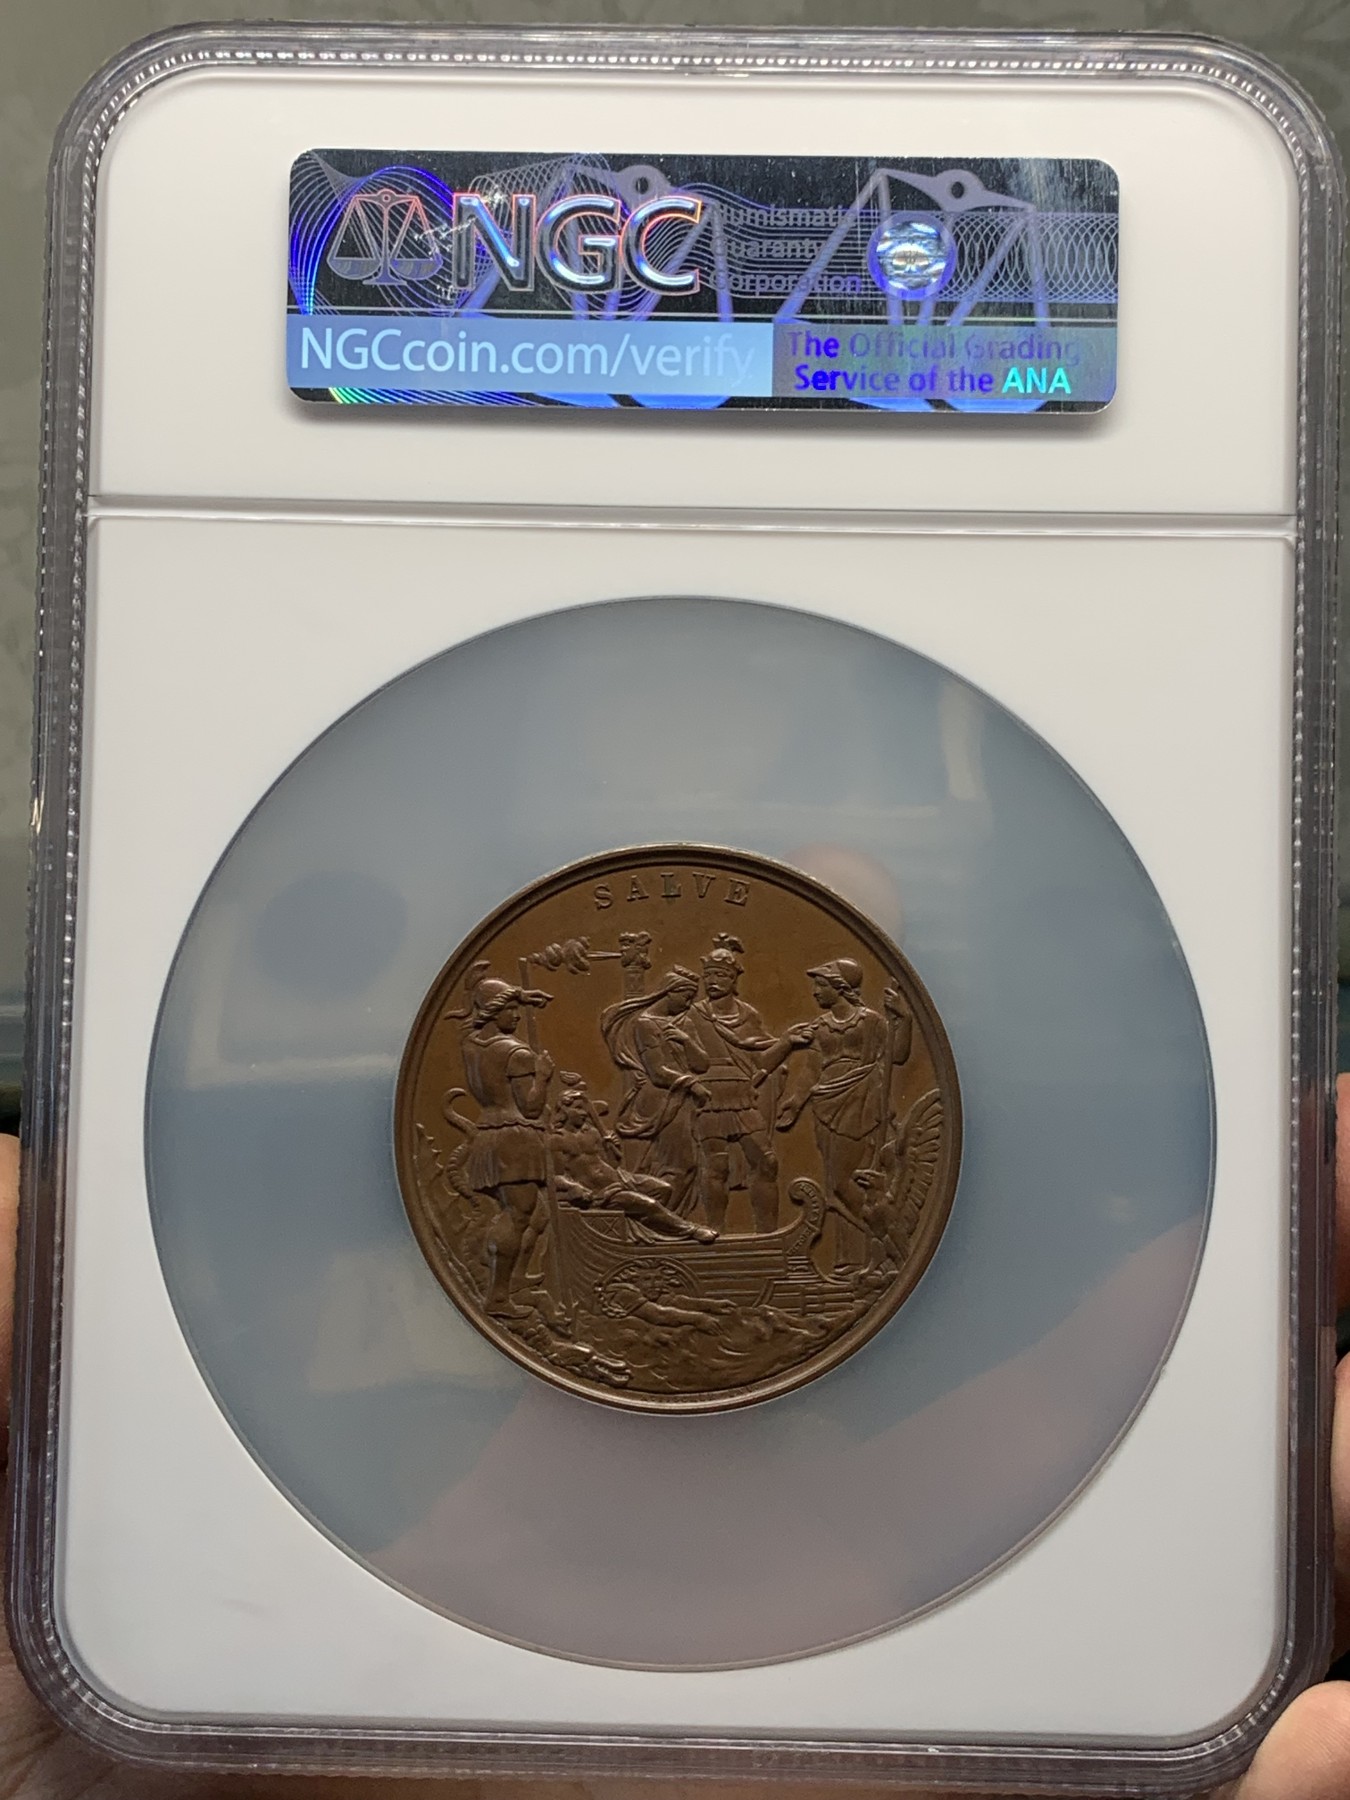 NGC
Numismatic
Guaranty
Corporation
NGCcoin.com/verify
The Official Grading
Service of the ANA
SALVE